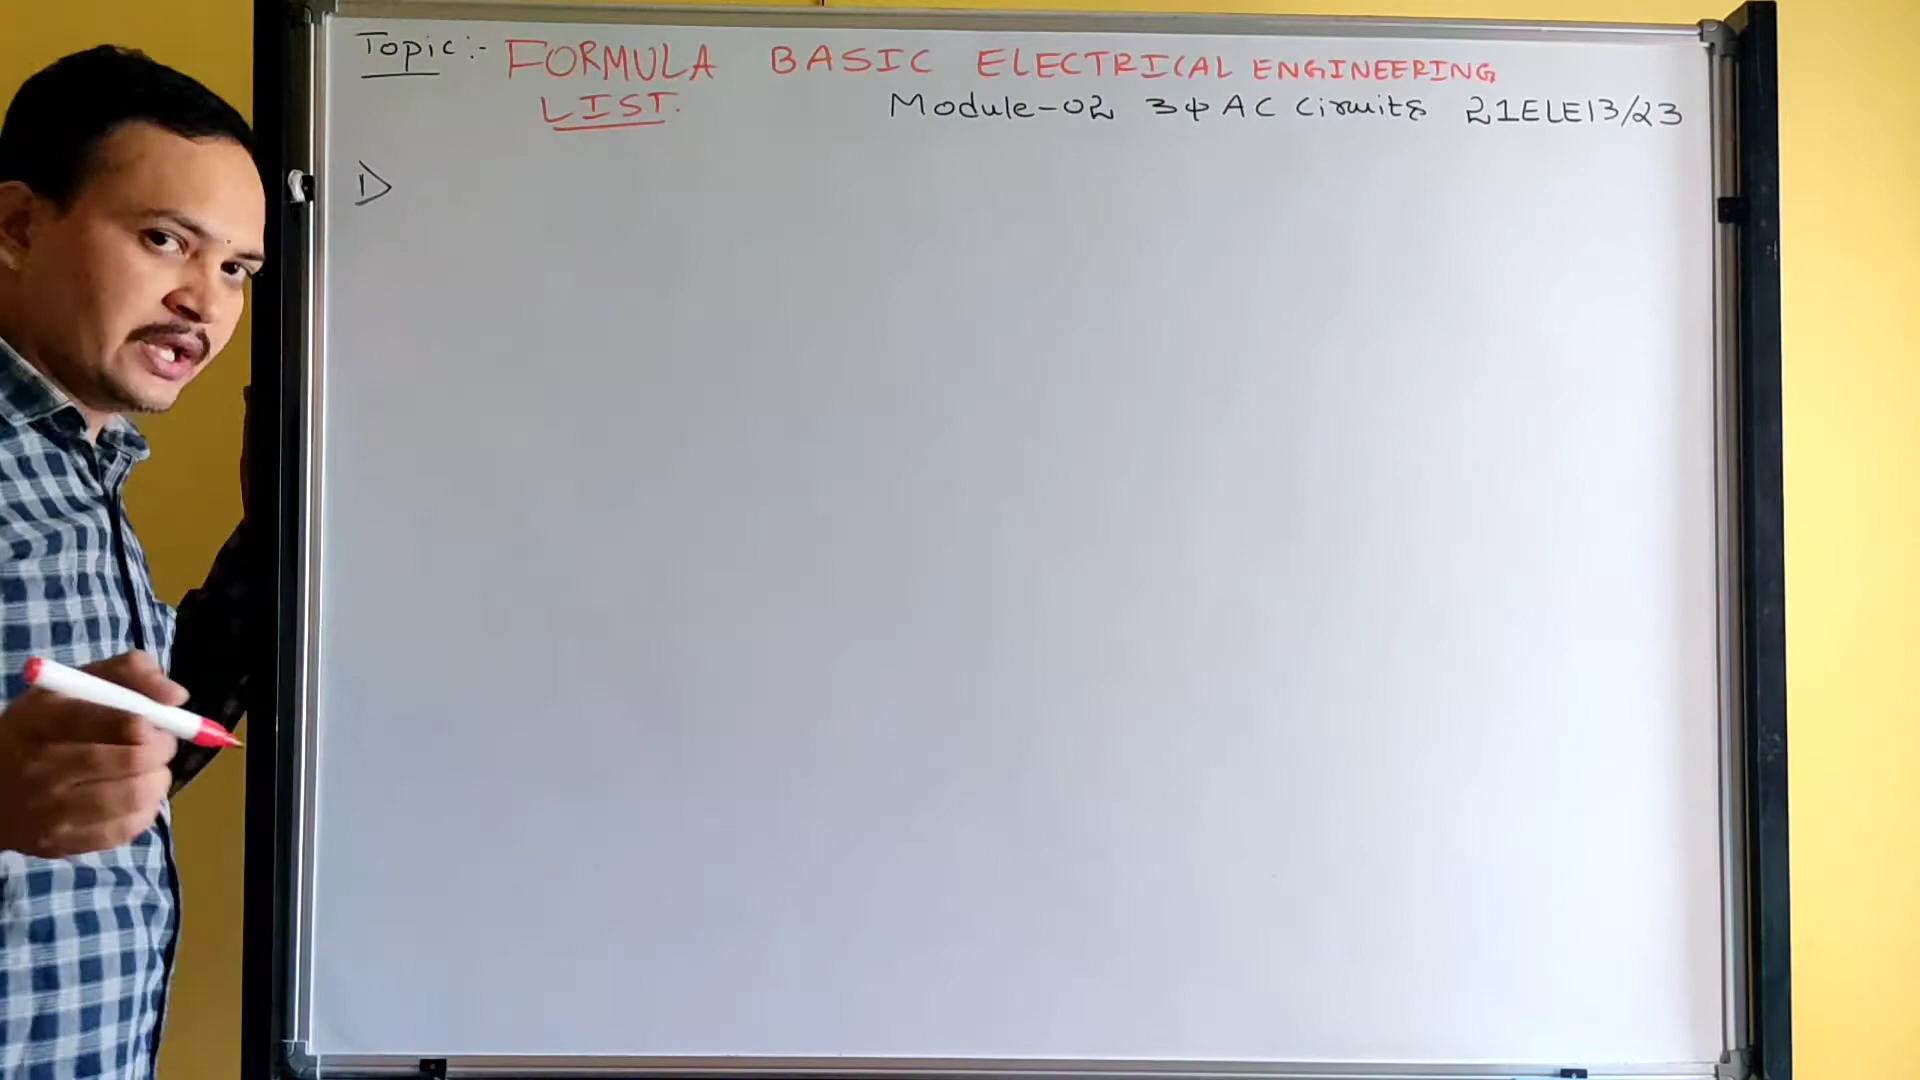 Topic:- FORMULA BASIC ELECTRICAL ENGINEERING
LIST. Module-02 3ϕ AC Circuits 21ELE13/23
1)